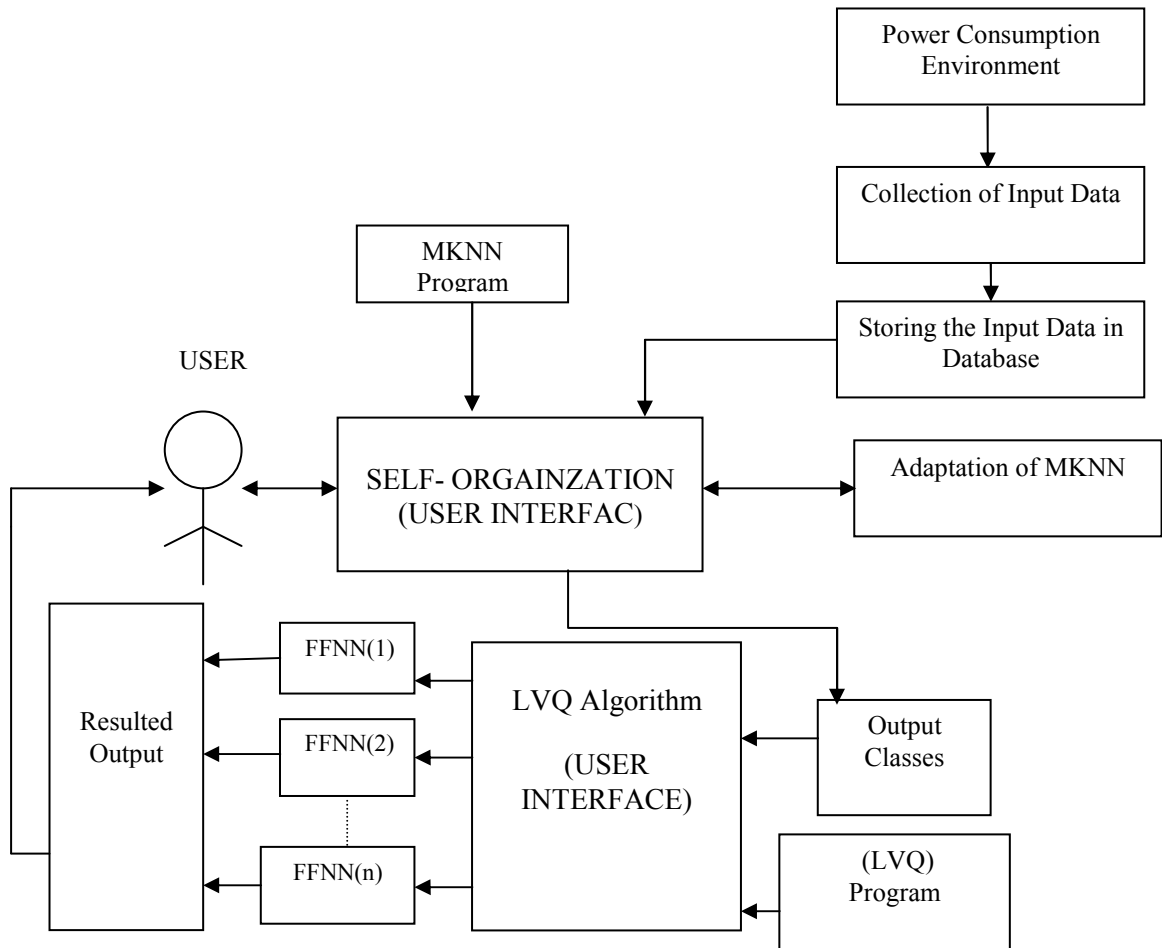 Power Consumption
Environment
Collection of Input Data
MKNN
Program
Storing the Input Data in
Database
USER
SELF- ORGAINZATION
(USER INTERFAC)
Adaptation of MKNN
FFNN(1)
LVQ Algorithm
(USER
INTERFACE)
Resulted
Output
FFNN(2)
Output
Classes
FFNN(n)
(LVQ)
Program